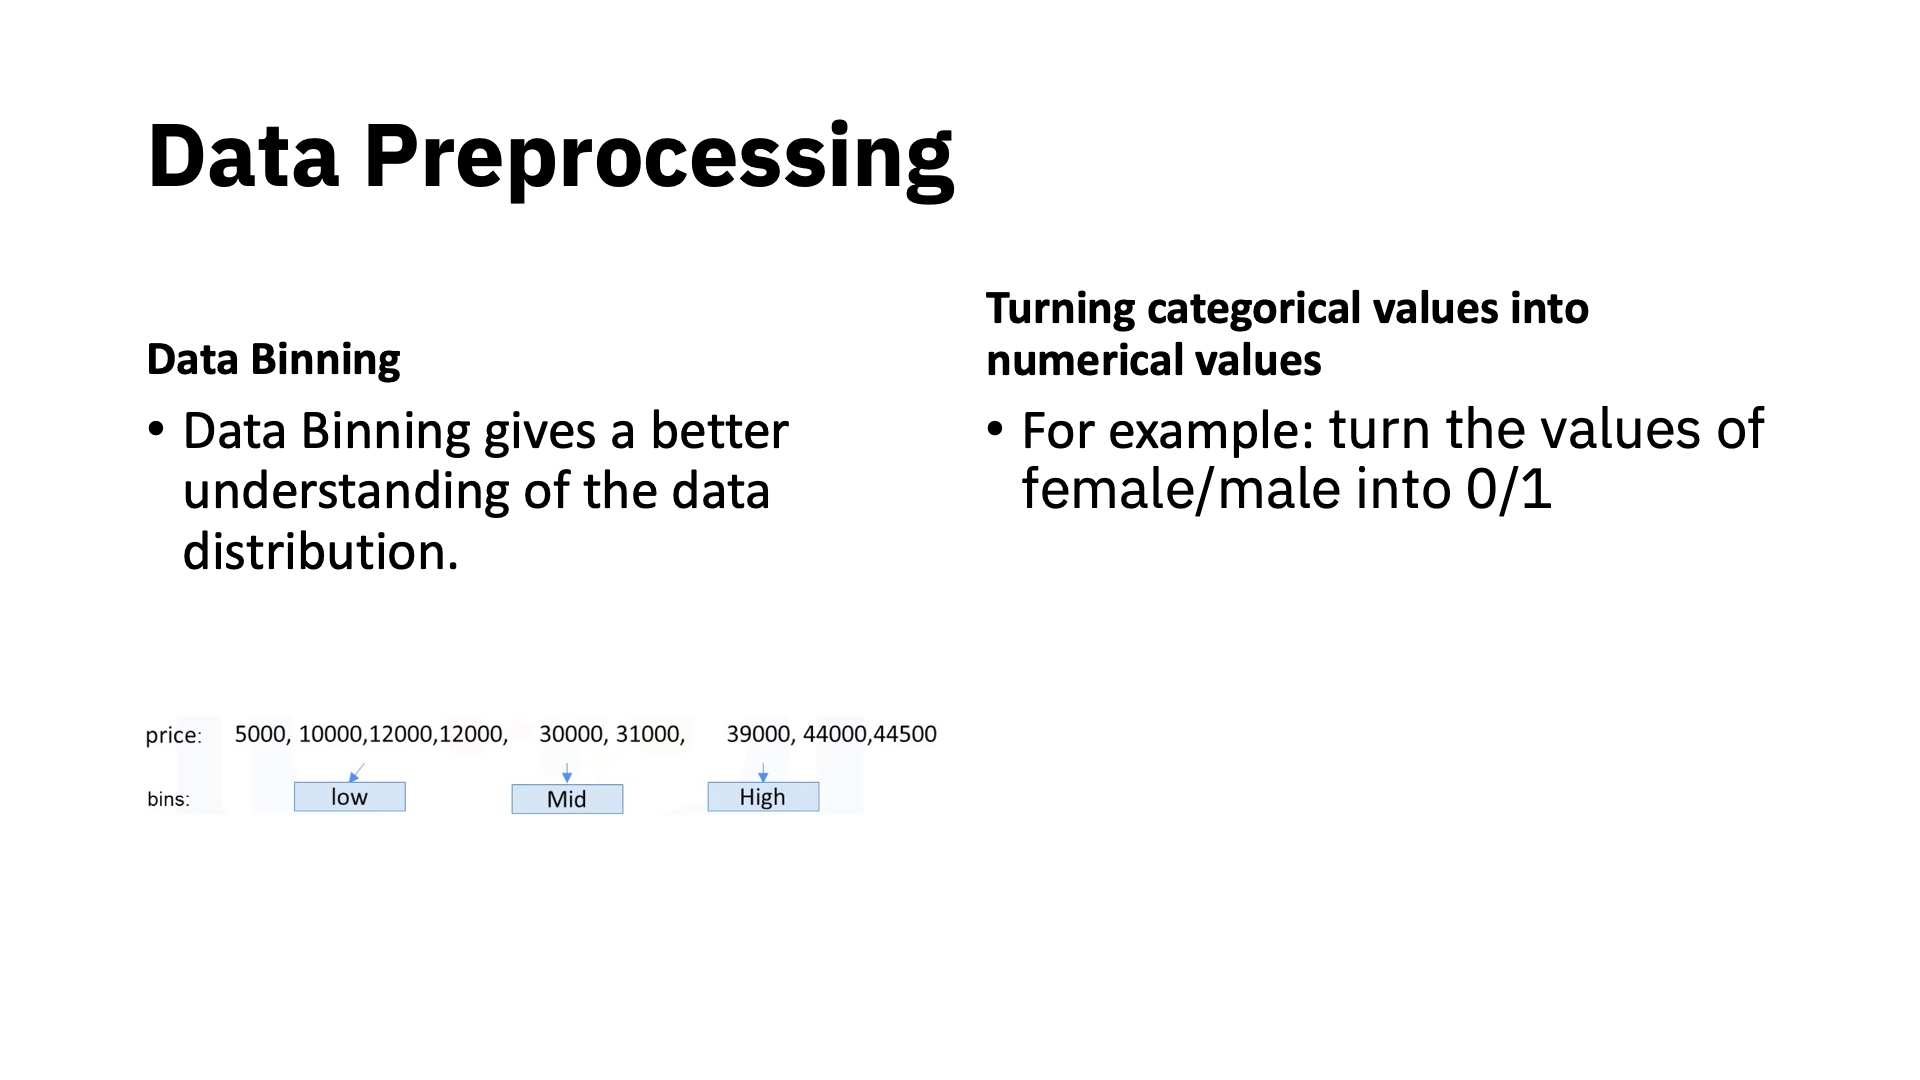 Data Preprocessing
Data Binning
• Data Binning gives a better
understanding of the data
distribution.
Turning categorical values into
numerical values
• For example: turn the values of
female/male into 0/1
price: 5000, 10000,12000,12000, 30000, 31000, 39000, 44000,44500
bins: low Mid High